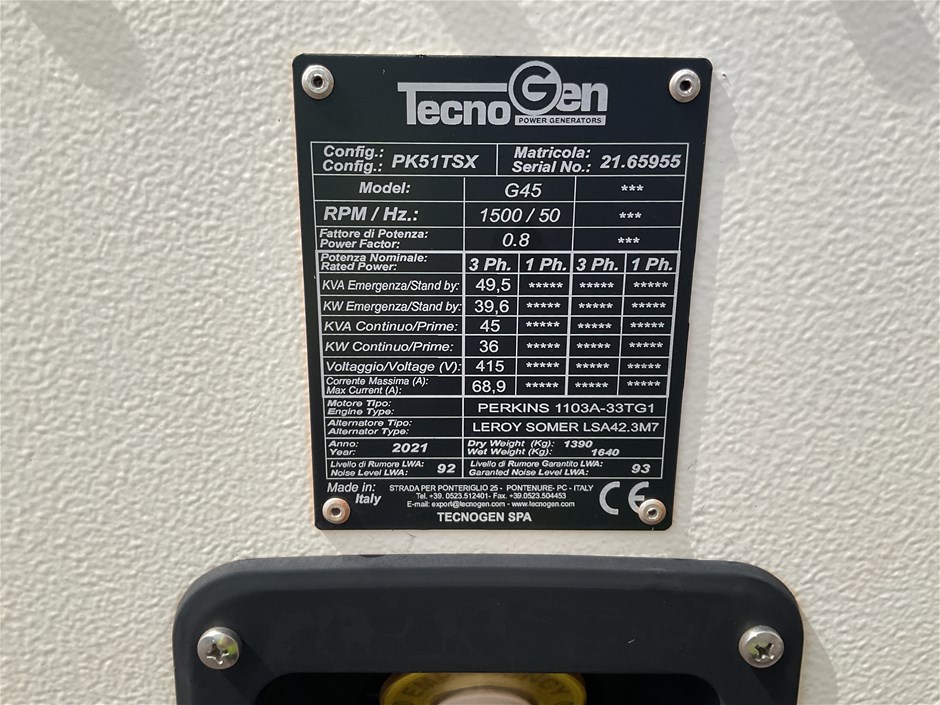 TecnoGen
POWER GENERATORS
Config.:
Config.: PK51TSX
Matricola:
Serial No.: 21.65955
Model: G45 ***
RPM / Hz.: 1500 / 50 ***
Fattore di Potenza:
Power Factor: 0.8 ***
Potenza Nominale:
Rated Power: 3 Ph. 1 Ph. 3 Ph. 1 Ph.
KVA Emergenza/Stand by: 49,5 ***** ***** *****
KW Emergenza/Stand by: 39,6 ***** ***** *****
KVA Continuo/Prime: 45 ***** ***** *****
KW Continuo/Prime: 36 ***** ***** *****
Voltaggio/Voltage (V): 415 ***** ***** *****
Corrente Massima (A):
Max Current (A): 68,9 ***** ***** *****
Motore Tipo:
Engine Type: PERKINS 1103A-33TG1
Alternatore Tipo:
Alternator Type: LEROY SOMER LSA42.3M7
Anno:
Year: 2021
Dry Weight (Kg): 1390
Wet Weight (Kg): 1640
Livello di Rumore LWA:
Noise Level LWA: 92
Livello di Rumore Garantito LWA:
Garanted Noise Level LWA: 93
Made in:
Italy
STRADA PER PONTERIGLIO 25 - PONTENURE- PC - ITALY
Tel. +39. 0523.512401- Fax. +39.0523.504453
E-mail: export@tecnogen.com - www.tecnogen.com
TECNOGEN SPA
CE